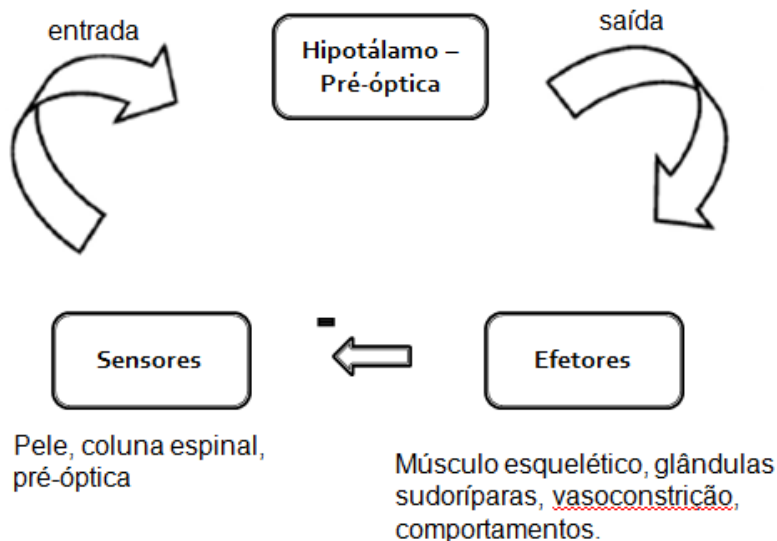 entrada
saída
Hipotálamo –
Pré-óptica
-
Sensores
Efetores
Pele, coluna espinal,
pré-óptica
Músculo esquelético, glândulas
sudoríparas, vasoconstrição,
comportamentos.